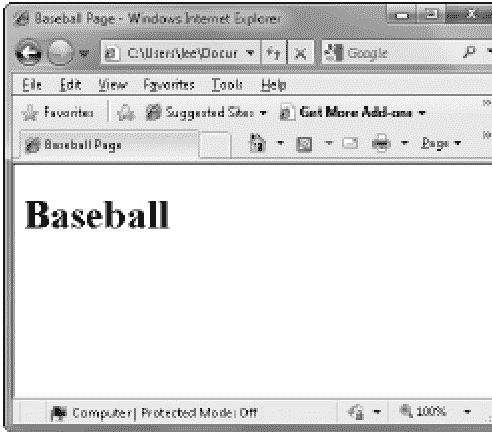 Baseball Page - Windows Internet Explorer
C:\Users\lee\Docur Google
File Edit View Favorites Tools Help
Favorites Suggested Sites Get More Add-ons
Baseball Page Page
Baseball
Computer | Protected Mode: Off 100%